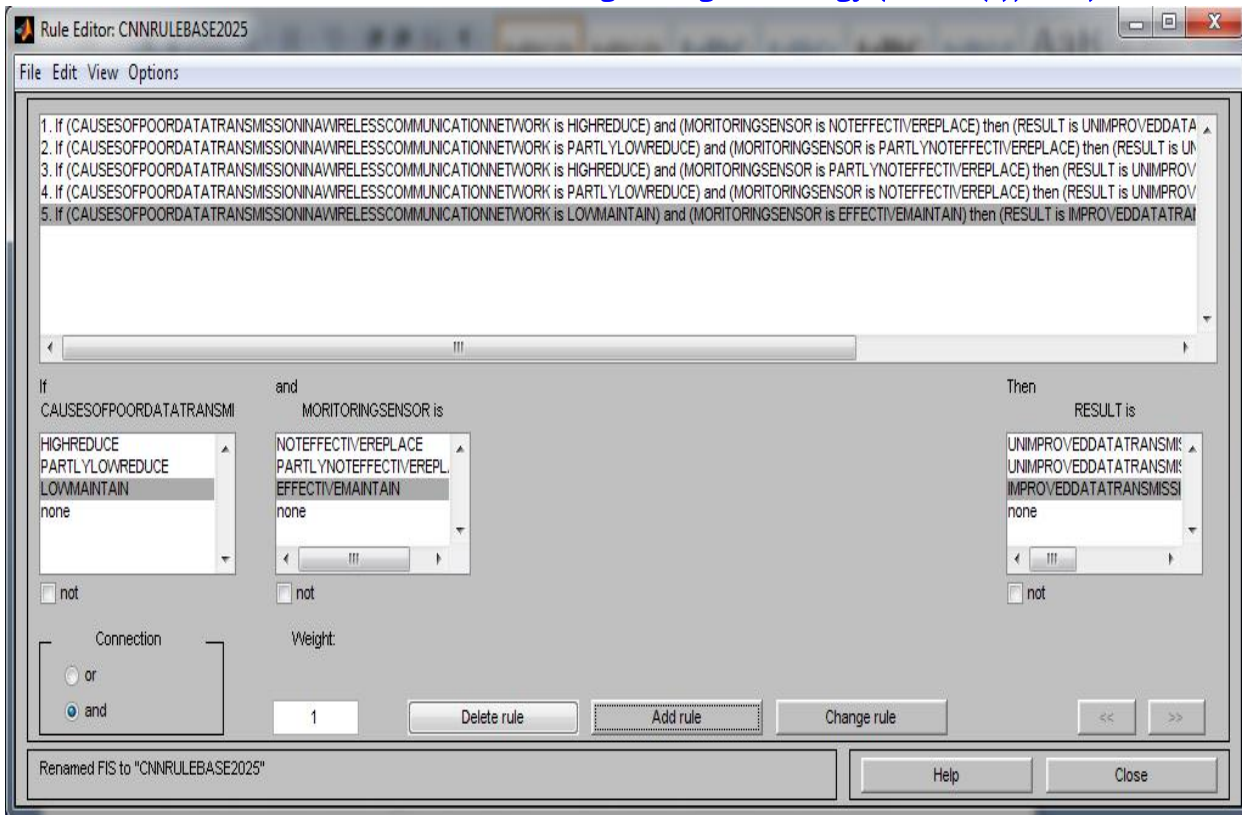 Rule Editor: CNNRULEBASE2025
File Edit View Options
1. If (CAUSESOFPOORDATATRANSMISSIONINAWIRELESSCOMMUNICATIONNETWORK is HIGHREDUCE) and (MORITORINGSENSOR is NOTEFFECTIVEREPLACE) then (RESULT is UNIMPROVEDDATA
2. If (CAUSESOFPOORDATATRANSMISSIONINAWIRELESSCOMMUNICATIONNETWORK is PARTLYLOWREDUCE) and (MORITORINGSENSOR is PARTLYNOTEFFECTIVEREPLACE) then (RESULT is UN
3. If (CAUSESOFPOORDATATRANSMISSIONINAWIRELESSCOMMUNICATIONNETWORK is HIGHREDUCE) and (MORITORINGSENSOR is PARTLYNOTEFFECTIVEREPLACE) then (RESULT is UNIMPROV
4. If (CAUSESOFPOORDATATRANSMISSIONINAWIRELESSCOMMUNICATIONNETWORK is PARTLYLOWREDUCE) and (MORITORINGSENSOR is NOTEFFECTIVEREPLACE) then (RESULT is UNIMPROV
5. If (CAUSESOFPOORDATATRANSMISSIONINAWIRELESSCOMMUNICATIONNETWORK is LOWMAINTAIN) and (MORITORINGSENSOR is EFFECTIVEMAINTAIN) then (RESULT is IMPROVEDDATATRAN
If and Then
CAUSESOFPOORDATATRANSMI MORITORINGSENSOR is RESULT is
HIGHREDUCE NOTEFFECTIVEREPLACE UNIMPROVEDDATATRANSMIS
PARTLYLOWREDUCE PARTLYNOTEFFECTIVEREPL UNIMPROVEDDATATRANSMIS
LOWMAINTAIN EFFECTIVEMAINTAIN IMPROVEDDATATRANSMISSI
none none none
not not not
Connection Weight:
or
and 1 Delete rule Add rule Change rule << >>
Renamed FIS to "CNNRULEBASE2025" Help Close